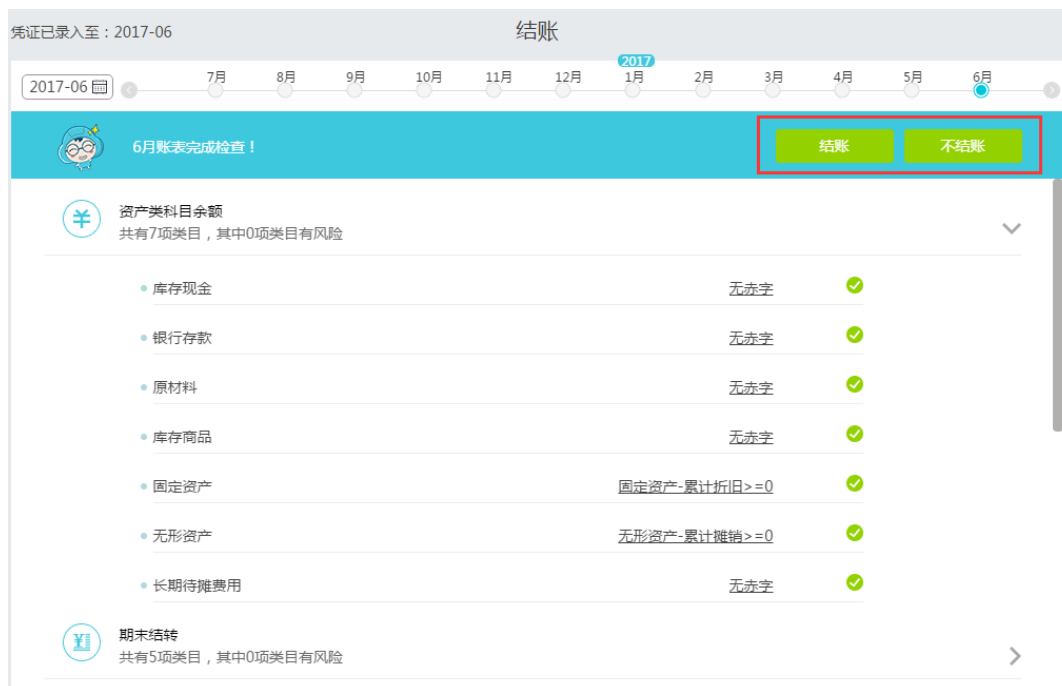 凭证已录入至：2017-06
结账
2017
2017-06 7月 8月 9月 10月 11月 12月 1月 2月 3月 4月 5月 6月
6月账表完成检查！ 结账 不结账
资产类科目余额
共有7项类目，其中0项类目有风险
库存现金 无赤字
银行存款 无赤字
原材料 无赤字
库存商品 无赤字
固定资产 固定资产-累计折旧>=0
无形资产 无形资产-累计摊销>=0
长期待摊费用 无赤字
期末结转
共有5项类目，其中0项类目有风险